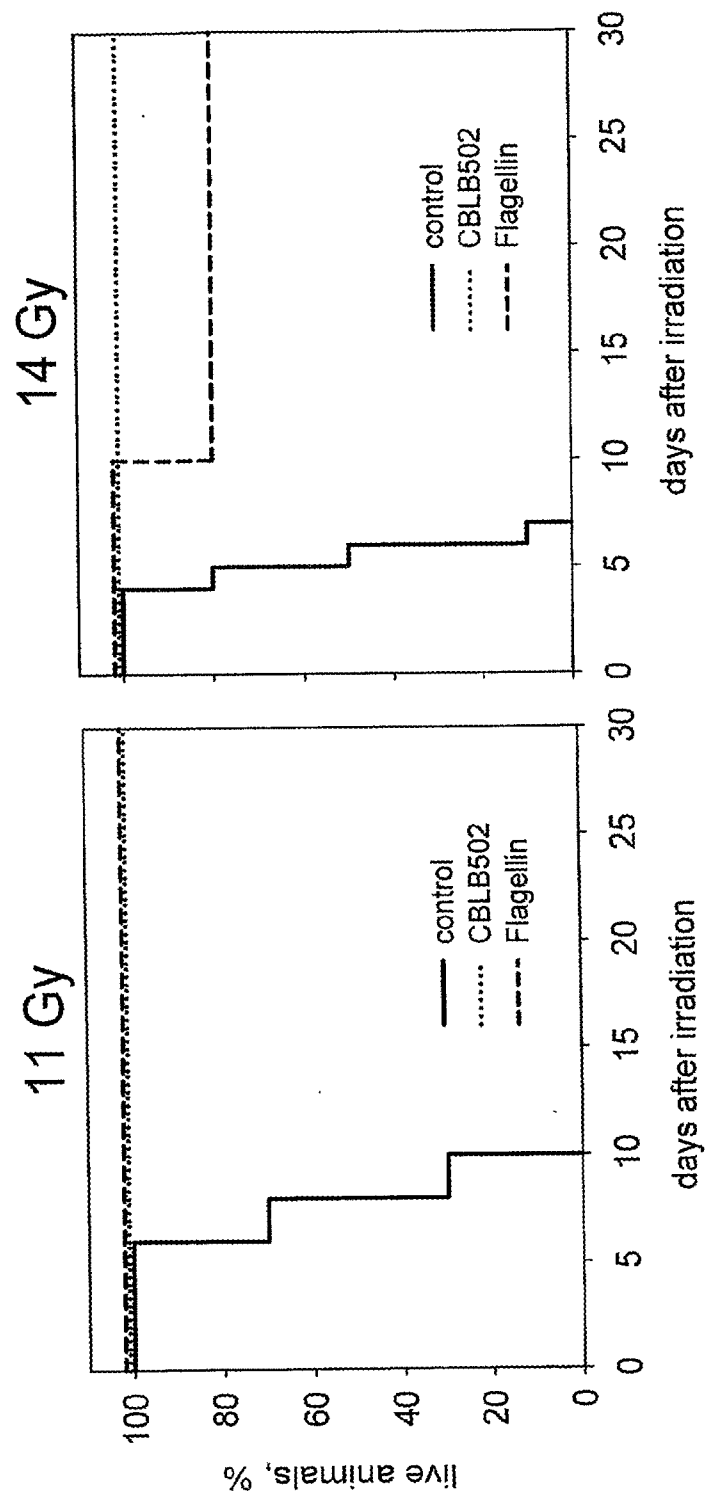 11 Gy
live animals, %
100
80
60
40
20
0
0 5 10 15 20 25 30
days after irradiation
control
CBLB502
Flagellin
14 Gy
0 5 10 15 20 25 30
days after irradiation
control
CBLB502
Flagellin